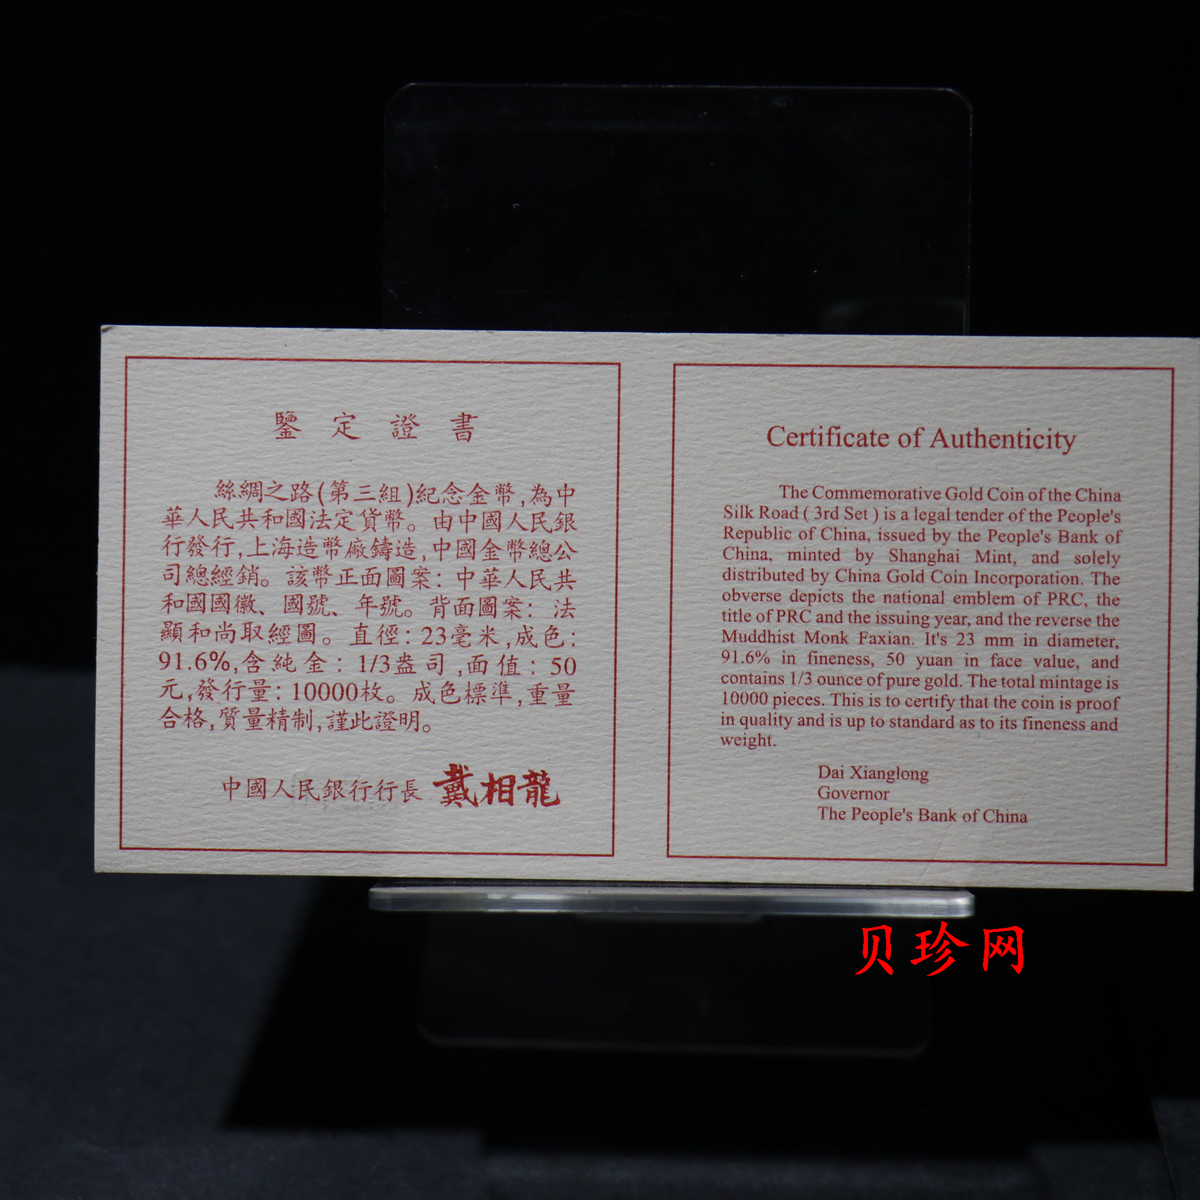 鑒定證書
絲綢之路(第三組)紀念金幣,為中
華人民共和國法定貨幣。由中國人民銀
行發行,上海造幣廠鑄造,中國金幣總公
司總經銷。該幣正面圖案:中華人民共
和國國徽、國號、年號。背面圖案:法
顯和尚取經圖。直徑:23毫米,成色:
91.6%,含純金:1/3盎司,面值:50
元,發行量:10000枚。成色標準,重量
合格,質量精制,謹此證明。
中國人民銀行行長 戴相龍
Certificate of Authenticity
The Commemorative Gold Coin of the China
Silk Road ( 3rd Set ) is a legal tender of the People's
Republic of China, issued by the People's Bank of
China, minted by Shanghai Mint, and solely
distributed by China Gold Coin Incorporation. The
obverse depicts the national emblem of PRC, the
title of PRC and the issuing year, and the reverse the
Muddhist Monk Faxian. It's 23 mm in diameter,
91.6% in fineness, 50 yuan in face value, and
contains 1/3 ounce of pure gold. The total mintage is
10000 pieces. This is to certify that the coin is proof
in quality and is up to standard as to its fineness and
weight.
Dai Xianglong
Governor
The People's Bank of China
贝珍网